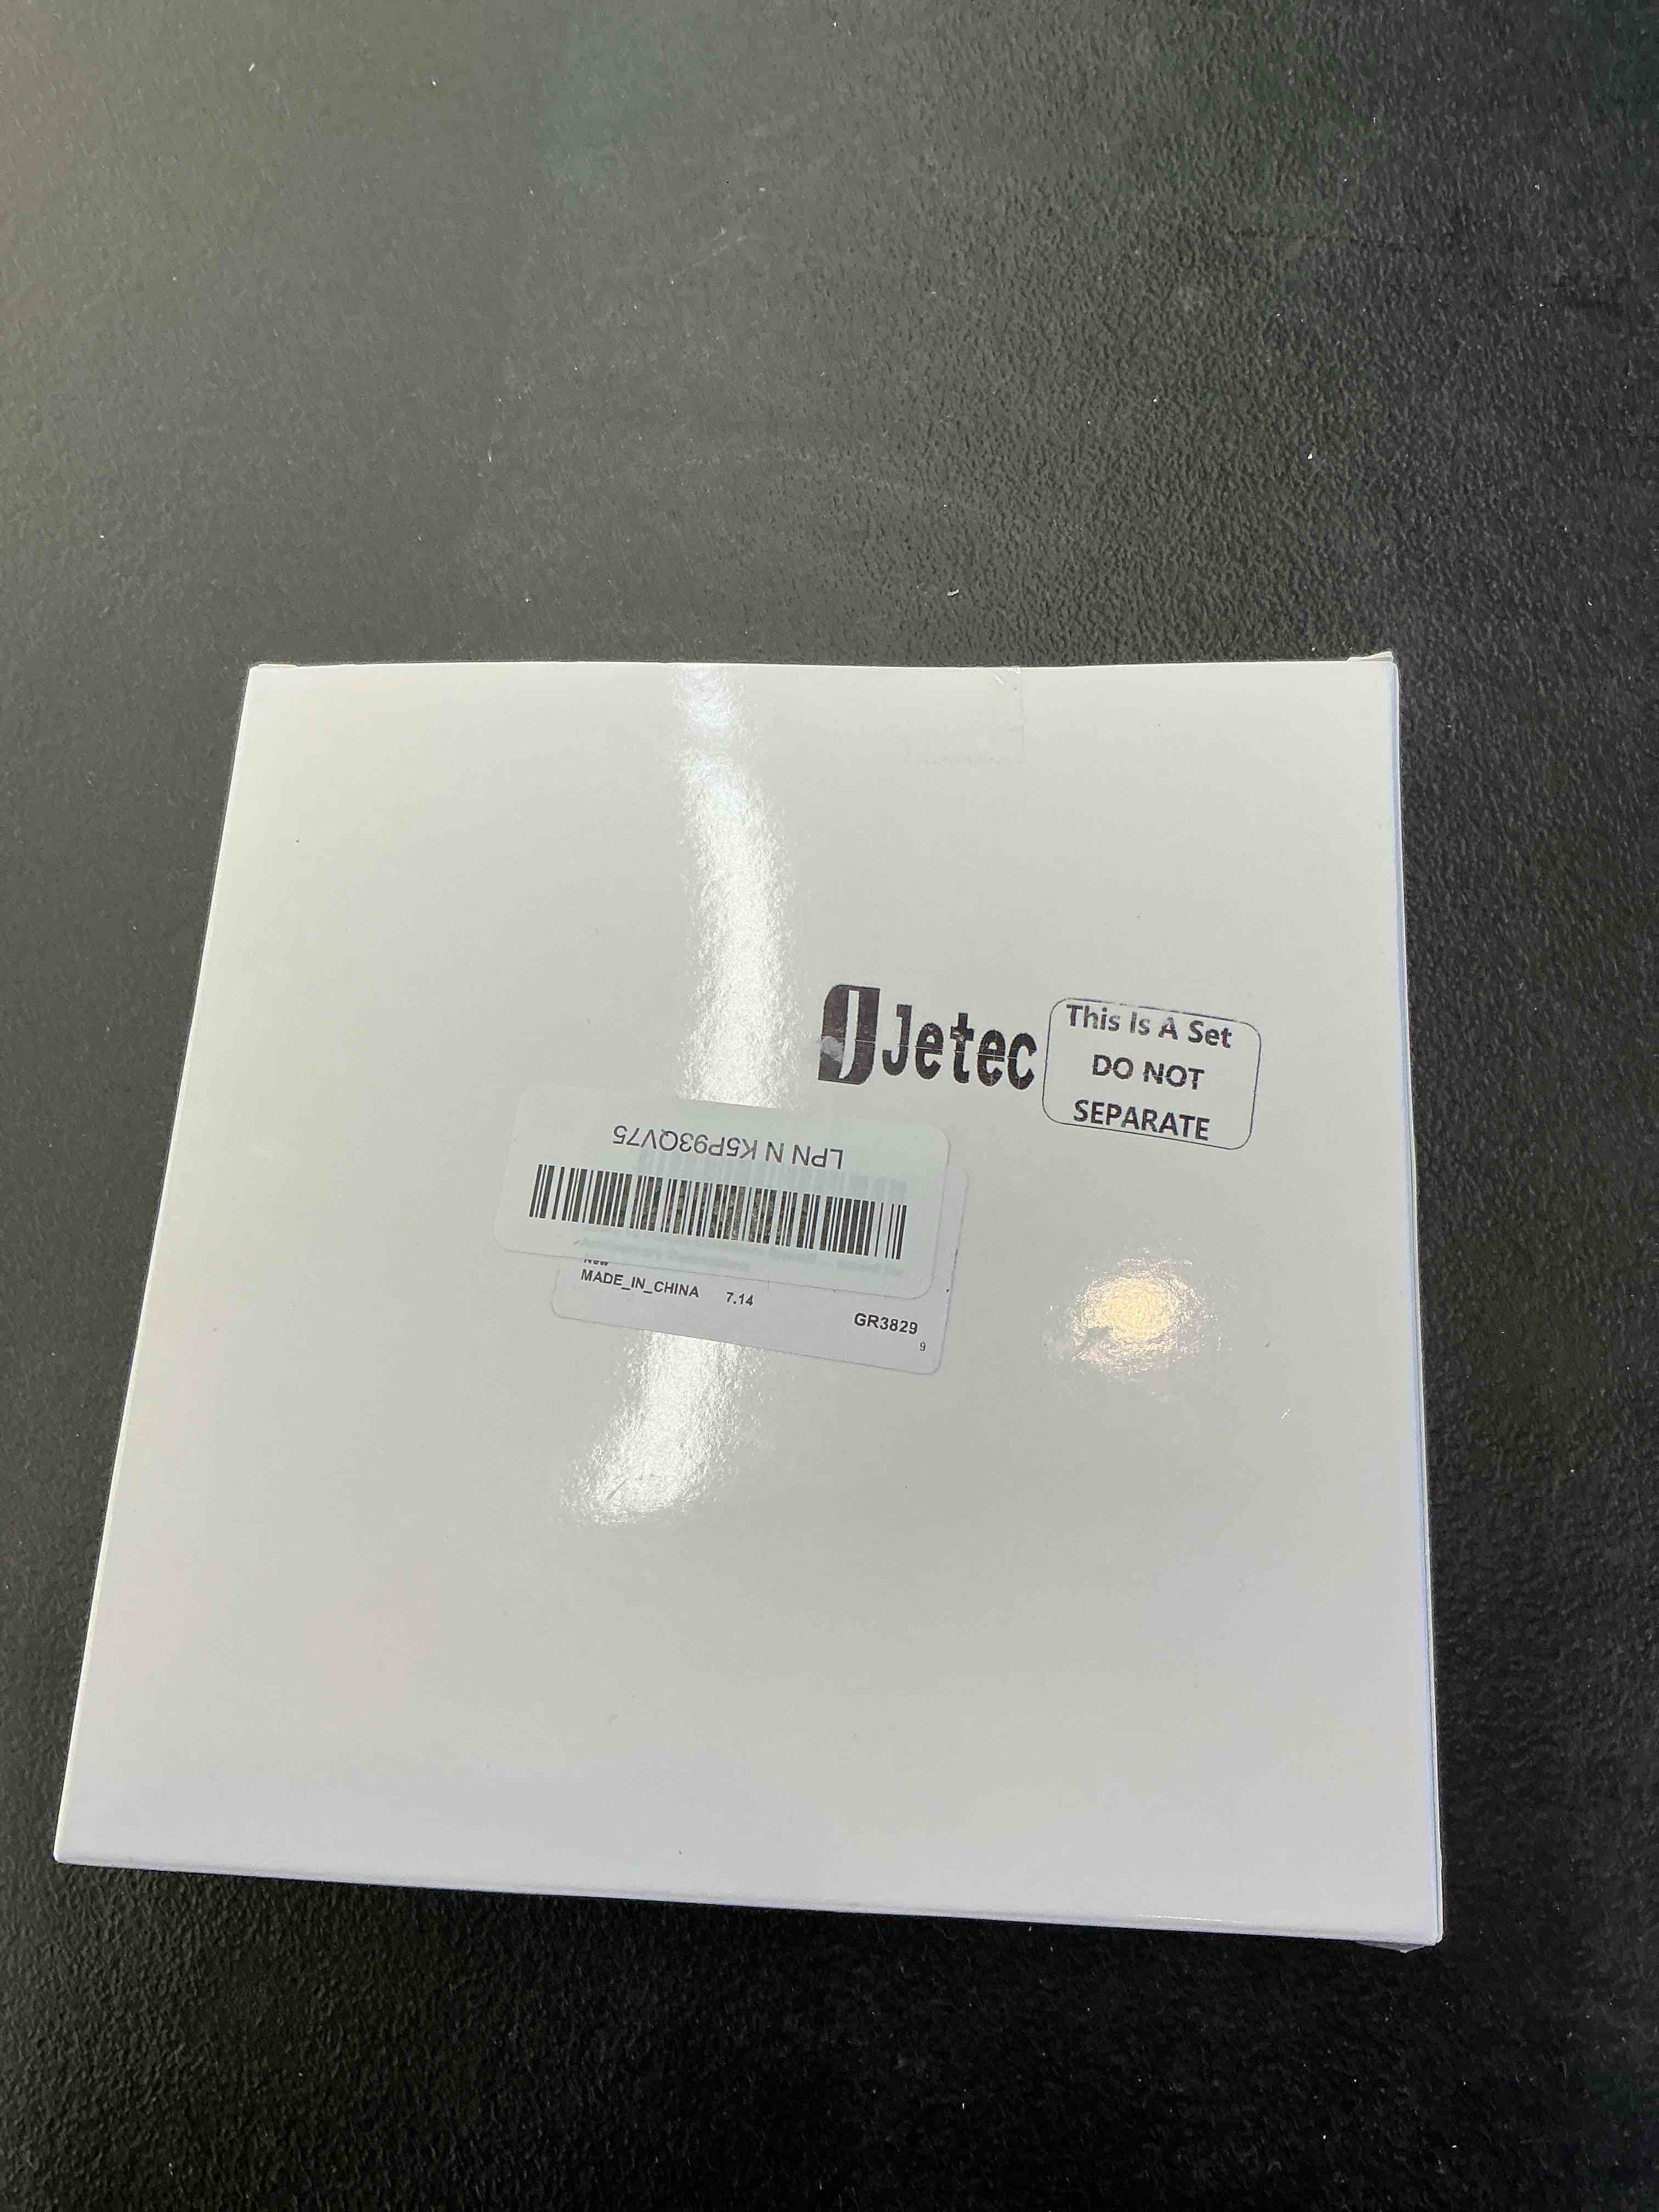 Jetec
This Is A Set
DO NOT
SEPARATE
LPN N K5P93QV75
New
MADE_IN_CHINA 7.14
GR3829
9